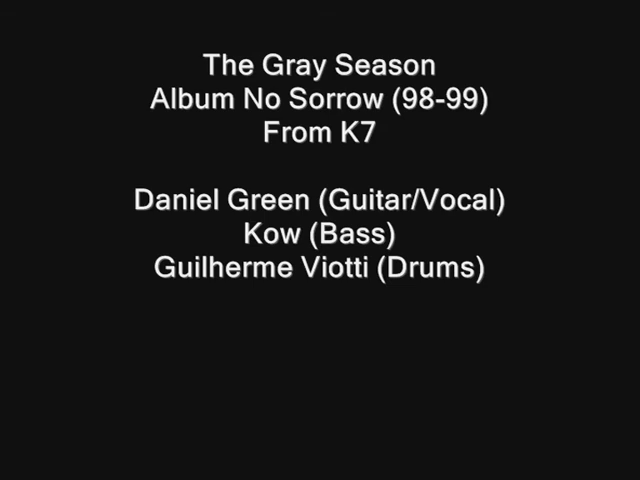 The Gray Season
Album No Sorrow (98-99)
From K7
Daniel Green (Guitar/Vocal)
Kow (Bass)
Guilherme Viotti (Drums)